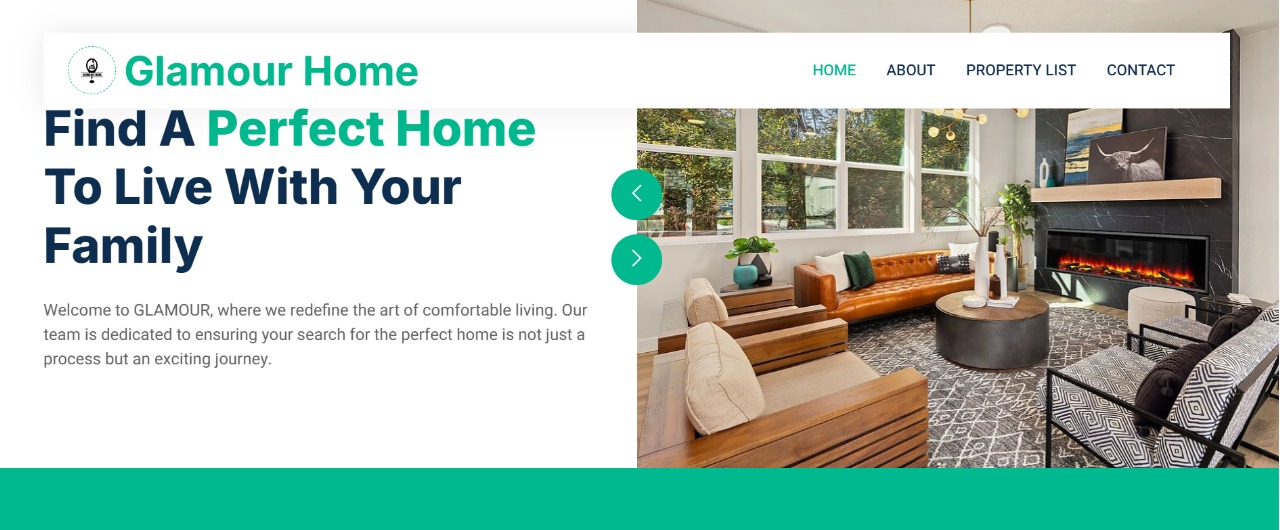 Glamour Home
HOME ABOUT PROPERTY LIST CONTACT
Find A Perfect Home
To Live With Your
Family
Welcome to GLAMOUR, where we redefine the art of comfortable living. Our
team is dedicated to ensuring your search for the perfect home is not just a
process but an exciting journey.